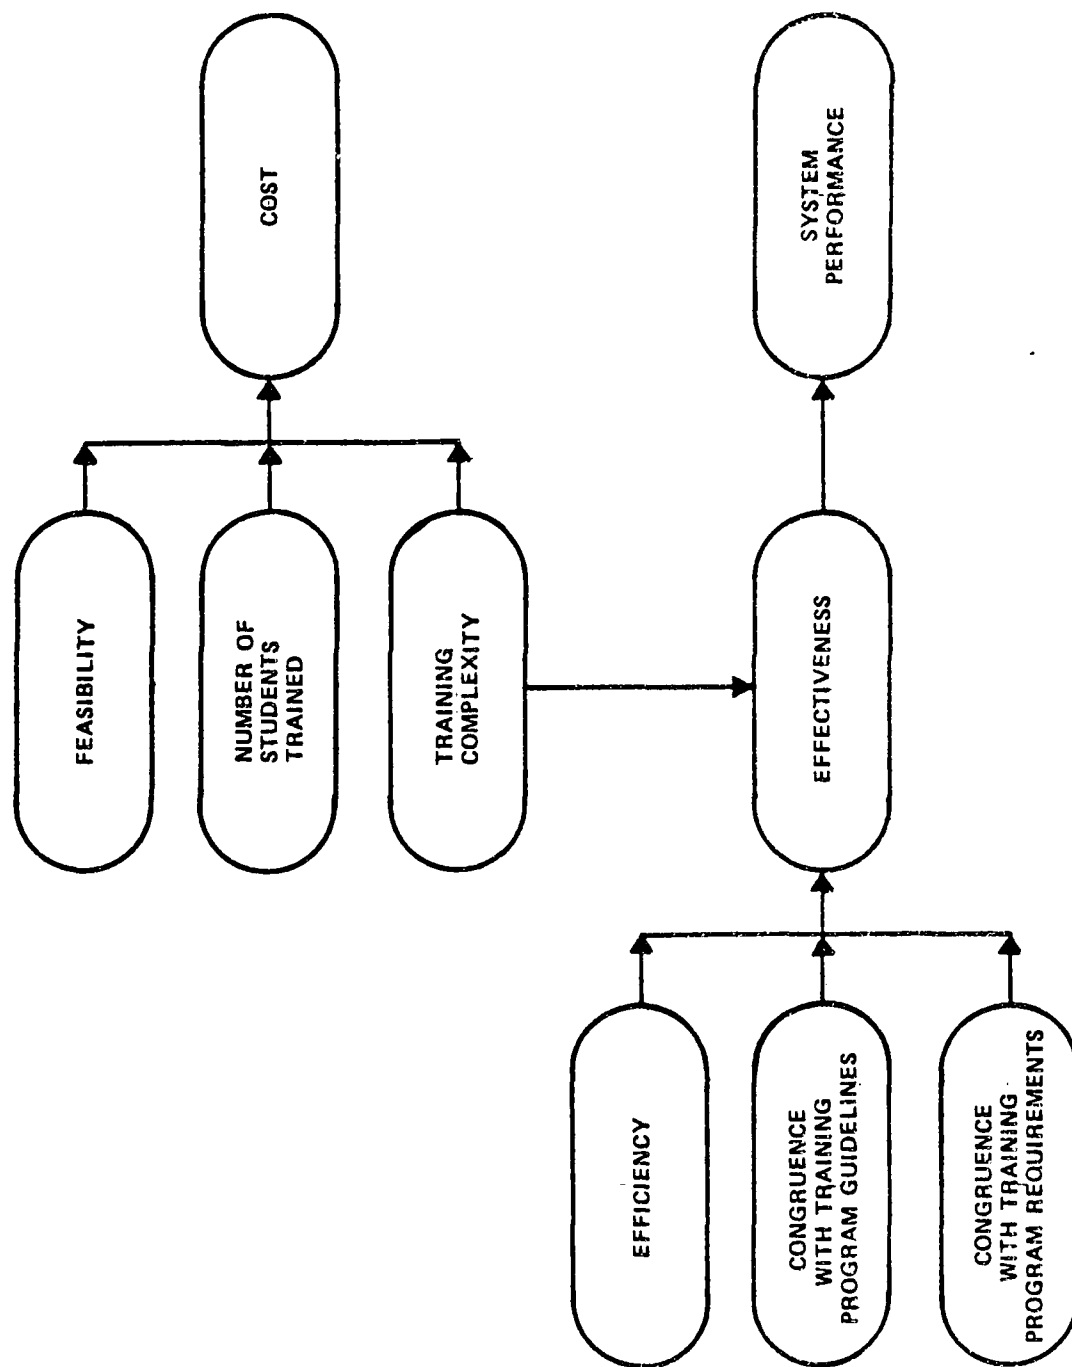 COST
SYSTEM
PERFORMANCE
FEASIBILITY
NUMBER OF
STUDENTS
TRAINED
TRAINING
COMPLEXITY
EFFECTIVENESS
EFFICIENCY
CONGRUENCE
WITH TRAINING
PROGRAM GUIDELINES
CONGRUENCE
WITH TRAINING
PROGRAM REQUIREMENTS